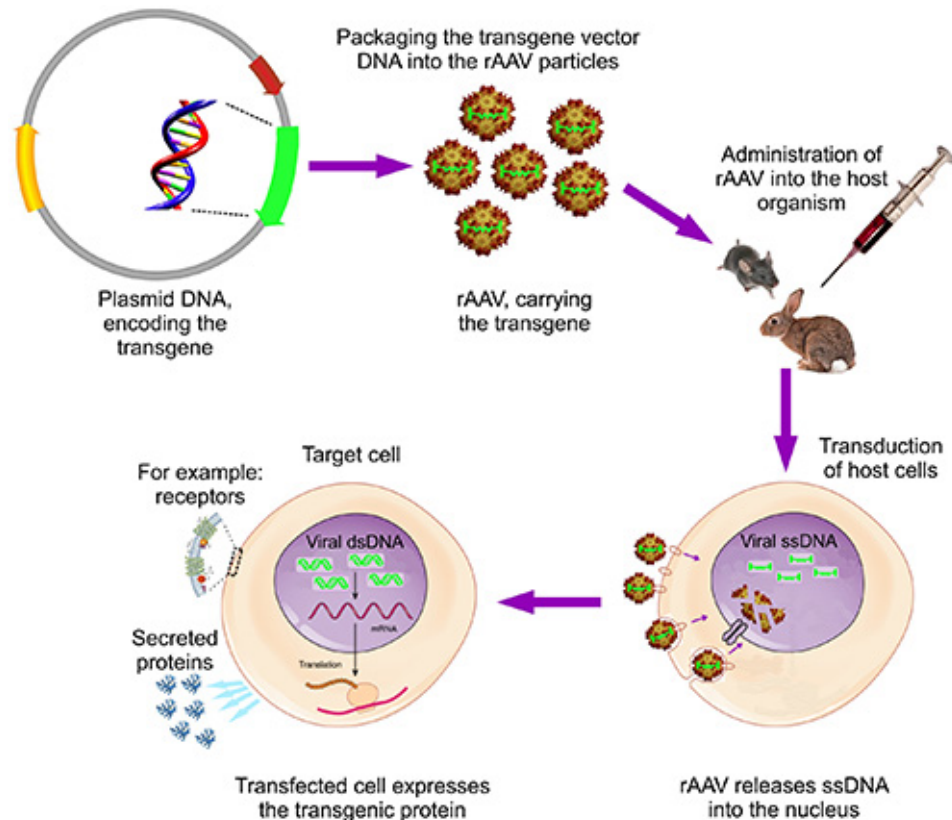 Packaging the transgene vector
DNA into the rAAV particles
Administration of
rAAV into the host
organism
Plasmid DNA,
encoding the
transgene
rAAV, carrying
the transgene
Transduction
of host cells
For example:
receptors
Target cell
Viral dsDNA
mRNA
Translation
Secreted
proteins
Viral ssDNA
Transfected cell expresses
the transgenic protein
rAAV releases ssDNA
into the nucleus